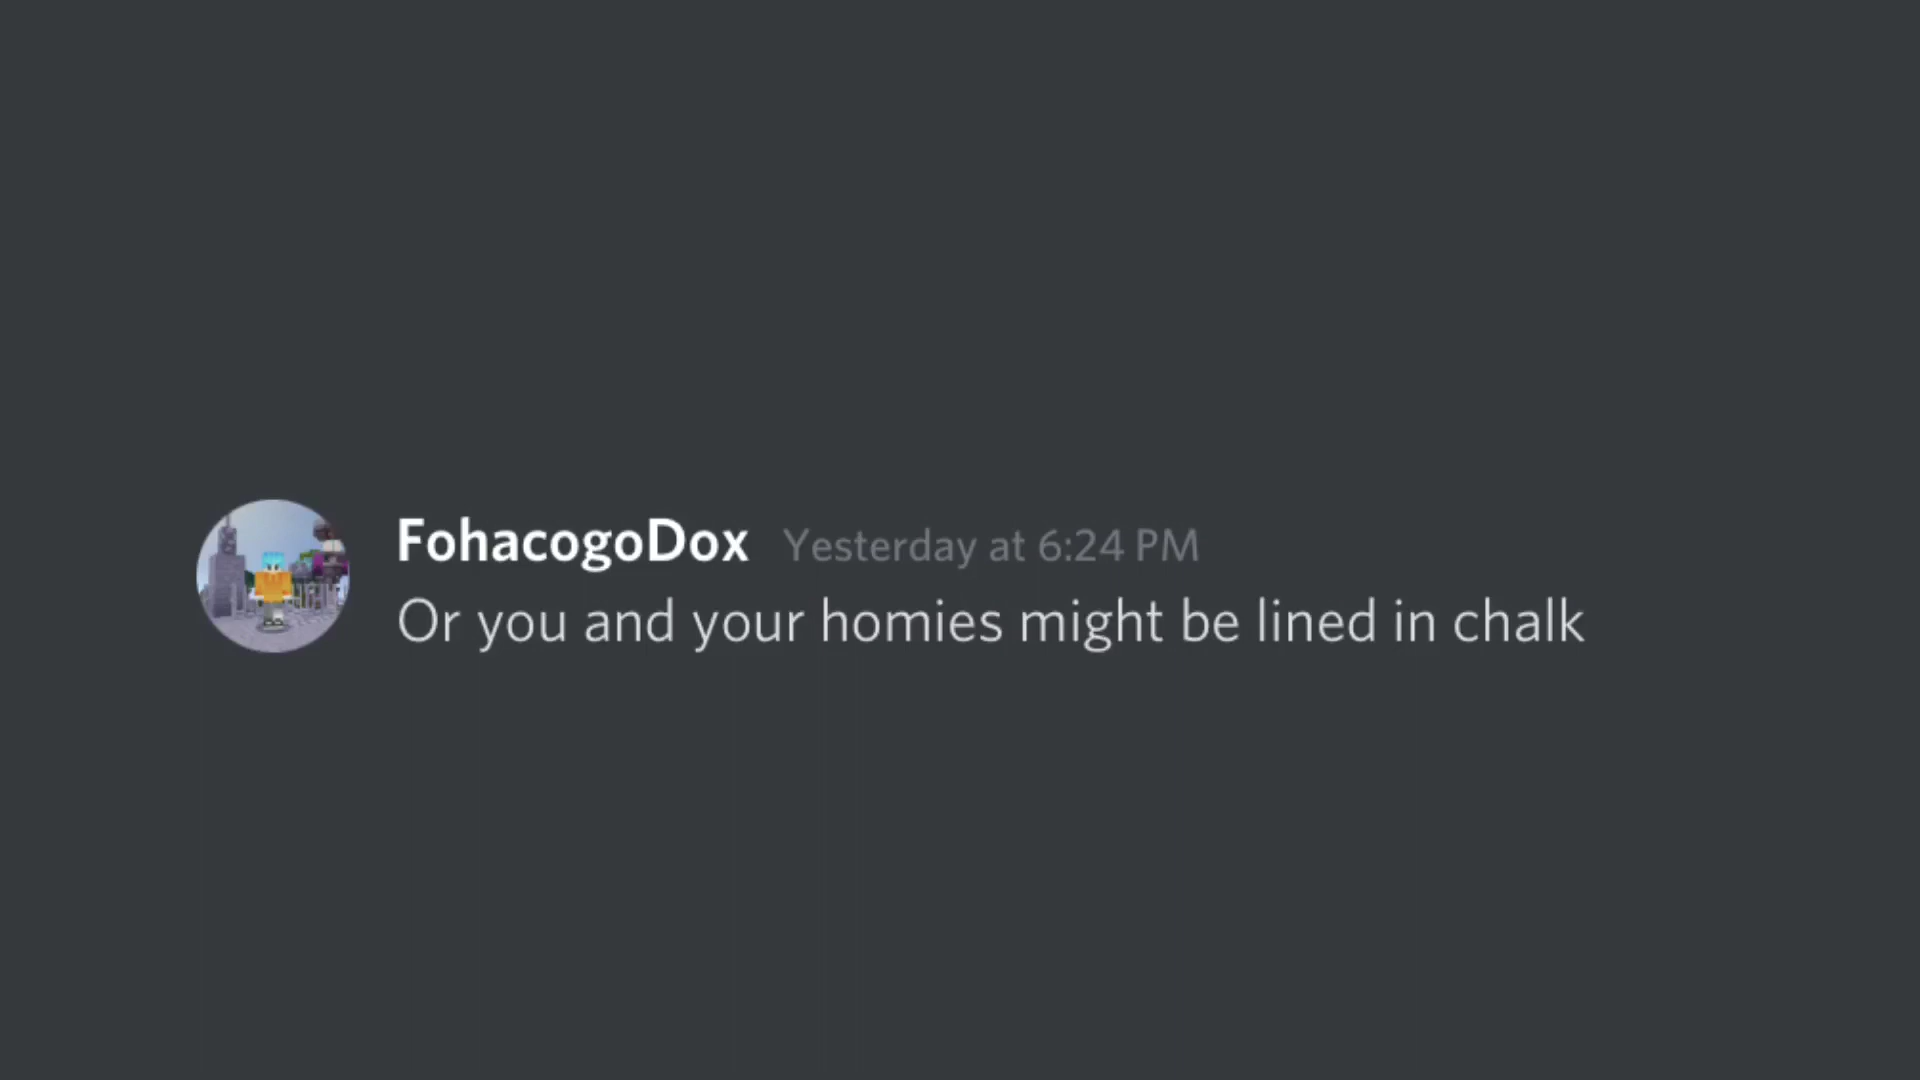 FohacogoDox Yesterday at 6:24 PM
Or you and your homies might be lined in chalk